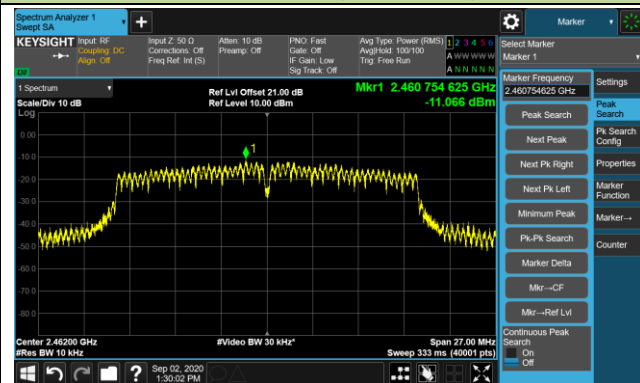 Spectrum Analyzer 1
Swept SA
+
Marker
KEYSIGHT
Input: RF
Coupling: DC
Align: Off
Input Z: 50 Ω
Corrections: Off
Freq Ref: Int (S)
Atten: 10 dB
Preamp: Off
PNO: Fast
Gate: Off
IF Gain: Low
Sig Track: Off
Avg Type: Power (RMS)
Avg|Hold: 100/100
Trig: Free Run
1 2 3 4 5 6
A W W W W W
A N N N N N
LXI
Select Marker
Marker 1
1 Spectrum
Scale/Div 10 dB
Log
Ref Lvl Offset 21.00 dB
Ref Level 10.00 dBm
Mkr1 2.460 754 625 GHz
-11.066 dBm
0.00
-10.0
-20.0
-30.0
-40.0
-50.0
-60.0
-70.0
-80.0
1
Center 2.46200 GHz
#Res BW 10 kHz
#Video BW 30 kHz*
Span 27.00 MHz
Sweep 333 ms (40001 pts)
Marker Frequency
2.460754625 GHz
Peak Search
Next Peak
Next Pk Right
Next Pk Left
Minimum Peak
Pk-Pk Search
Marker Delta
Mkr→CF
Mkr→Ref Lvl
Continuous Peak
Search
On
Off
Settings
Peak
Search
Pk Search
Config
Properties
Marker
Function
Marker→
Counter
?
Sep 02, 2020
1:30:02 PM